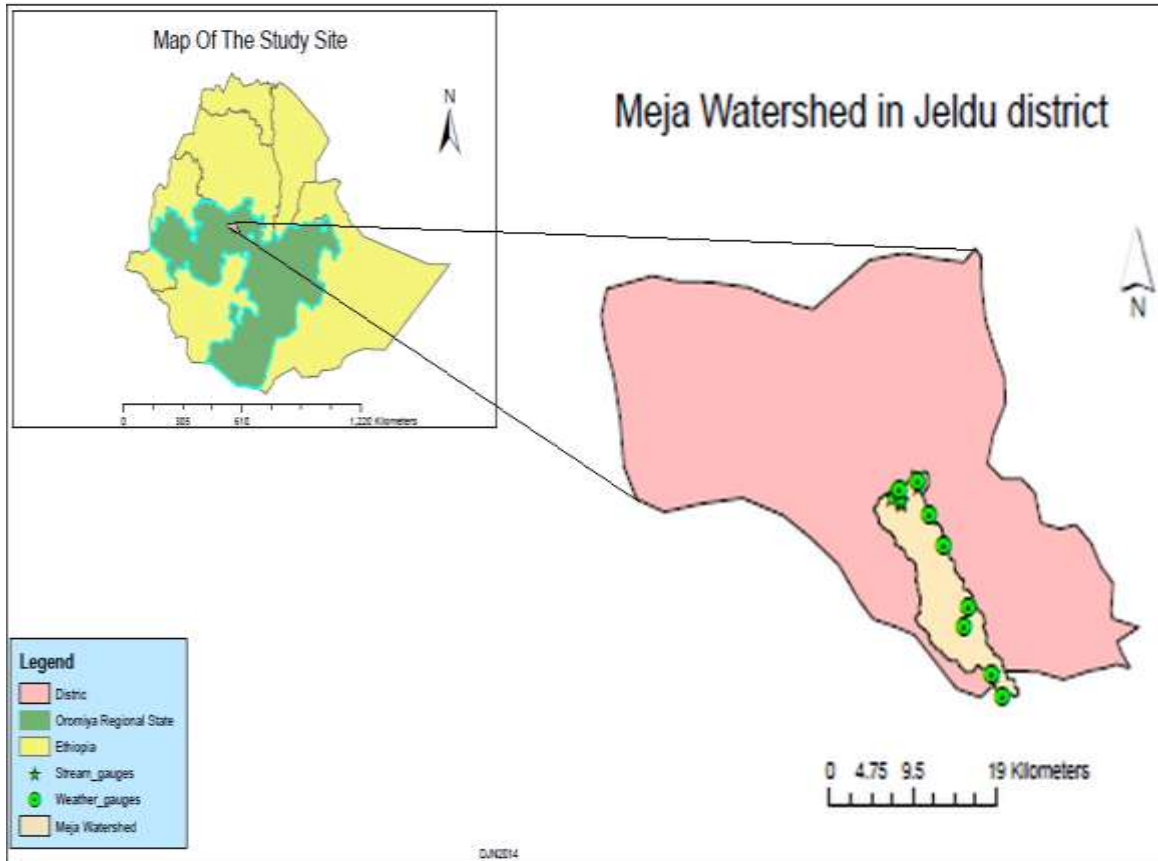 Map Of The Study Site
N
0 305 610 1,220 Kilometers
Meja Watershed in Jeldu district
N
Legend
Distric
Oromiya Regional State
Ethiopia
Stream_gauges
Weather_gauges
Meja Watershed
0 4.75 9.5 19 Kilometers
DJN2014